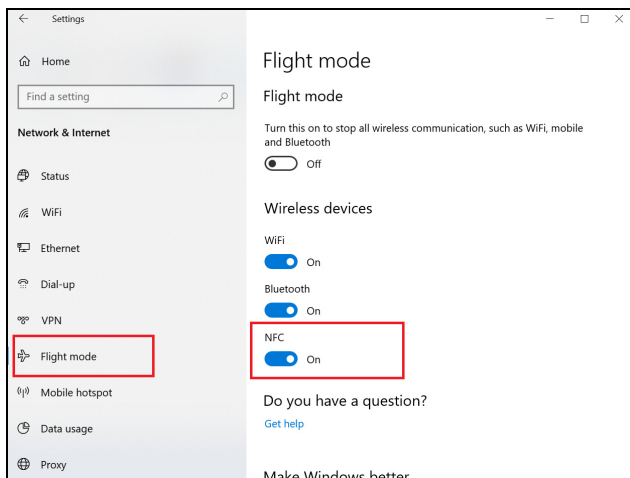 Settings
Home
Find a setting
Network & Internet
Status
WiFi
Ethernet
Dial-up
VPN
Flight mode
Mobile hotspot
Data usage
Proxy
Flight mode
Flight mode
Turn this on to stop all wireless communication, such as WiFi, mobile
and Bluetooth
Off
Wireless devices
WiFi
On
Bluetooth
On
NFC
On
Do you have a question?
Get help
Make Windows better